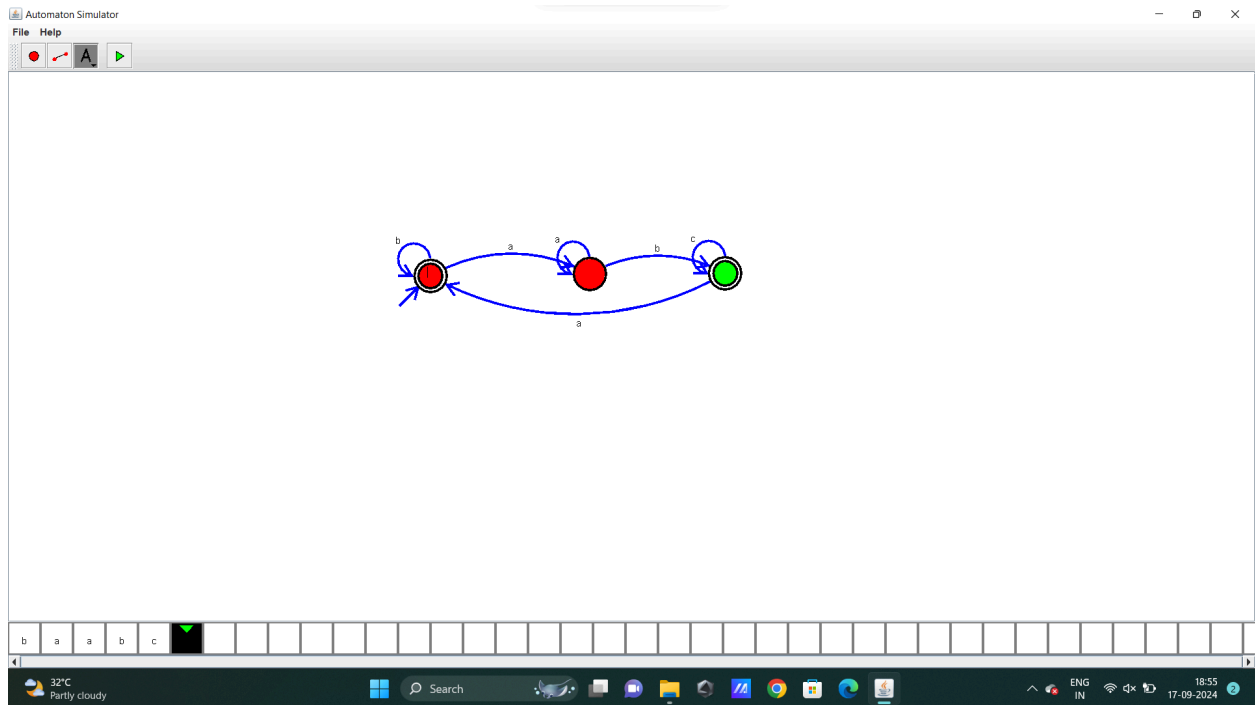 Automaton Simulator
File Help
A
b
a
a
b
c
a
b a a b c
32°C
Partly cloudy
Search
ENG
IN
18:55
17-09-2024
2